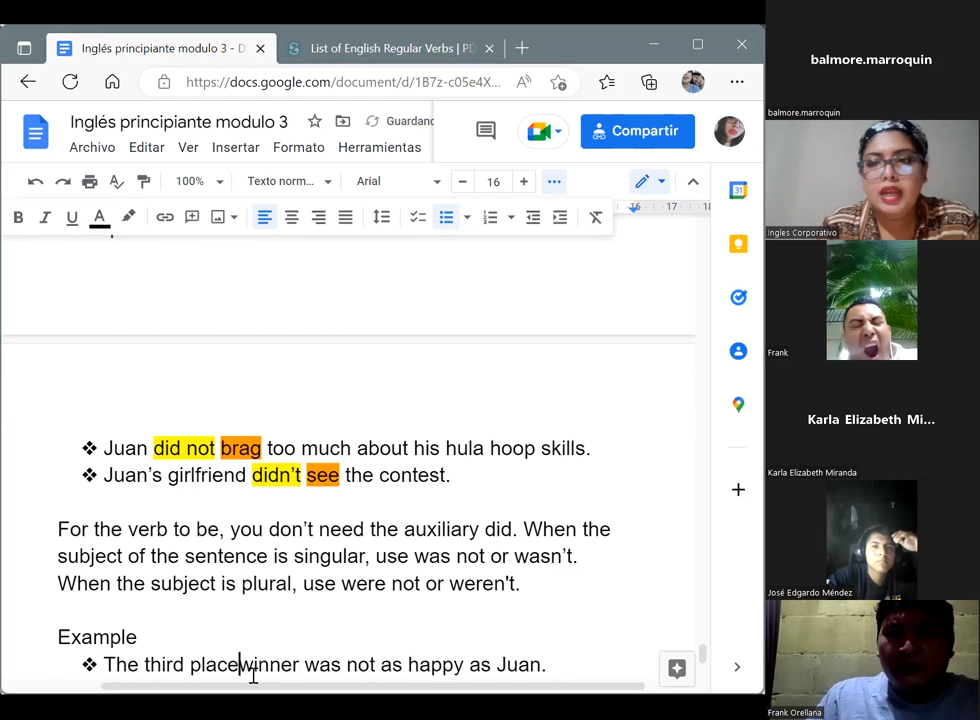 Inglés principiante modulo 3 - D
List of English Regular Verbs | PD
https://docs.google.com/document/d/1B7z-c05e4X...
Inglés principiante modulo 3
Guardand
Compartir
Archivo Editar Ver Insertar Formato Herramientas
100% Texto norm... Arial 16
16 17 18
Juan did not brag too much about his hula hoop skills.
Juan's girlfriend didn't see the contest.
For the verb to be, you don't need the auxiliary did. When the
subject of the sentence is singular, use was not or wasn't.
When the subject is plural, use were not or weren't.
Example
The third placewinner was not as happy as Juan.
balmore.marroquin
balmore.marroquin
Ingles Corporativo
Frank
Karla Elizabeth Mi...
Karla Elizabeth Miranda
José Edgardo Méndez
Frank Orellana